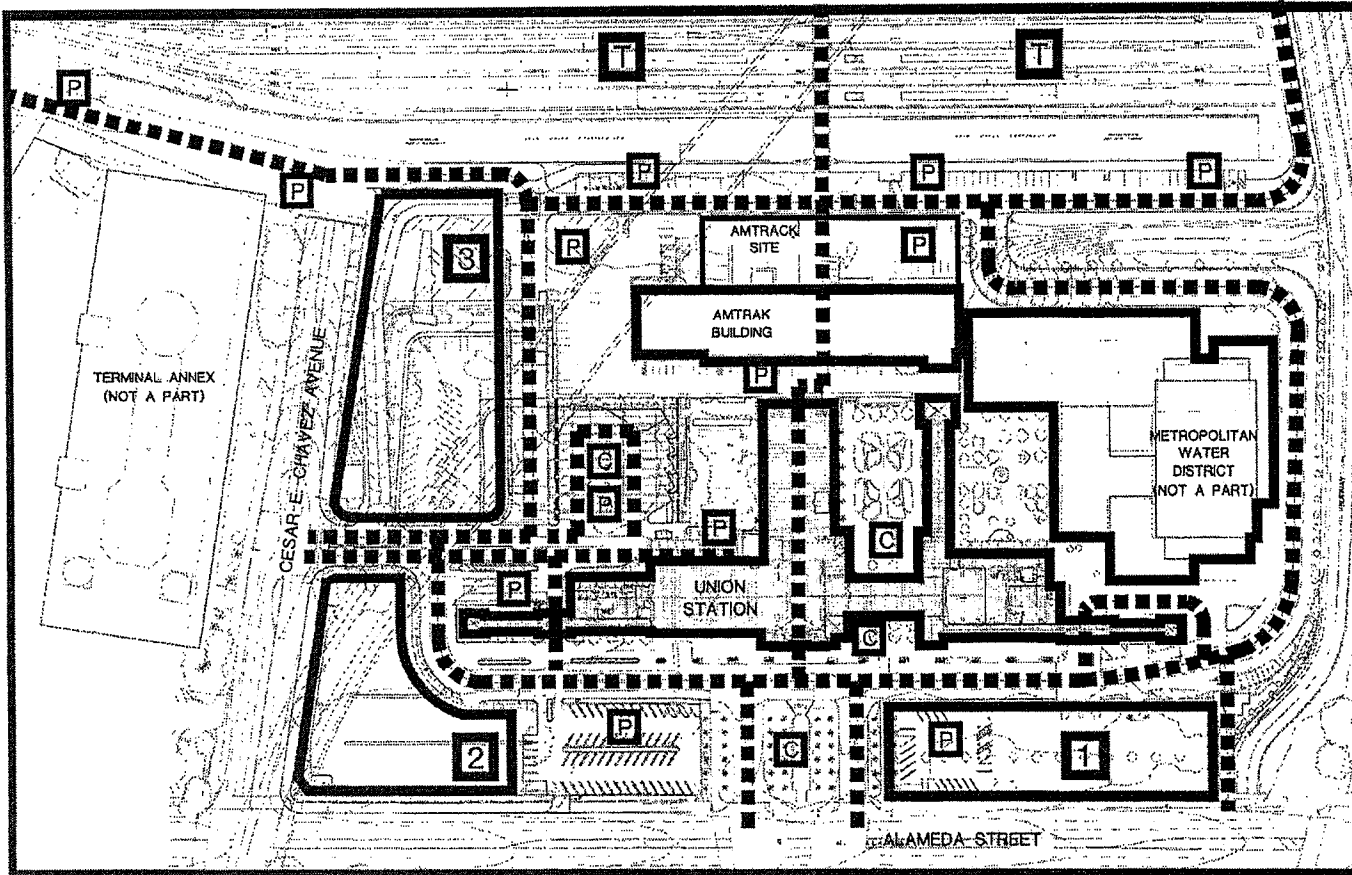 T
T
P
P
P
P
P
3
P
AMTRACK
SITE
P
AMTRAK
BUILDING
TERMINAL ANNEX
(NOT A PART)
CESAR E. CHAVEZ AVENUE
P
METROPOLITAN
WATER
DISTRICT
(NOT A PART)
C
P
P
C
P
UNION
STATION
C
P
C
P
2
1
ALAMEDA STREET